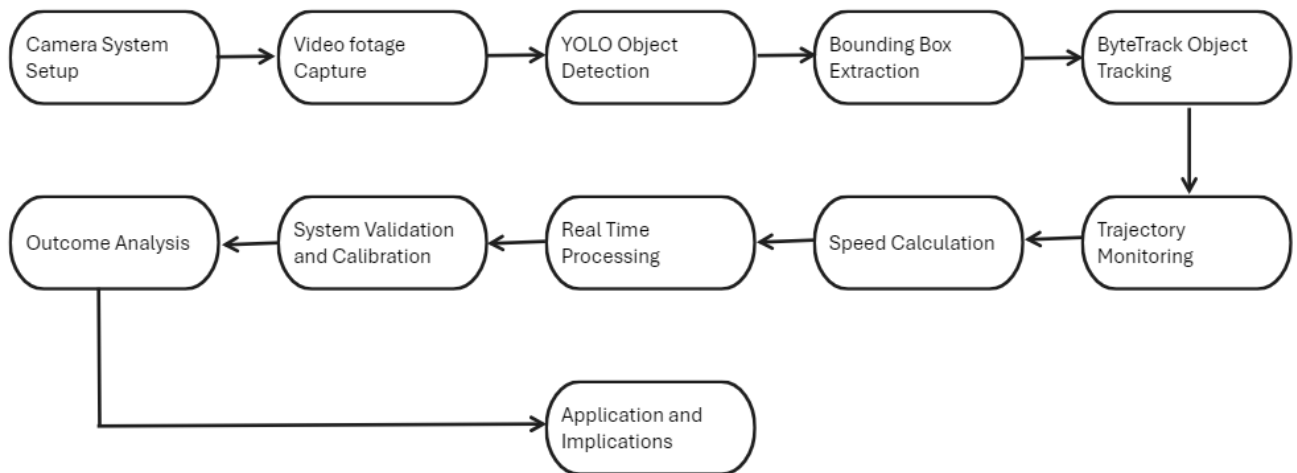 Camera System
Setup
Video fotage
Capture
YOLO Object
Detection
Bounding Box
Extraction
ByteTrack Object
Tracking
Trajectory
Monitoring
Speed Calculation
Real Time
Processing
System Validation
and Calibration
Outcome Analysis
Application and
Implications